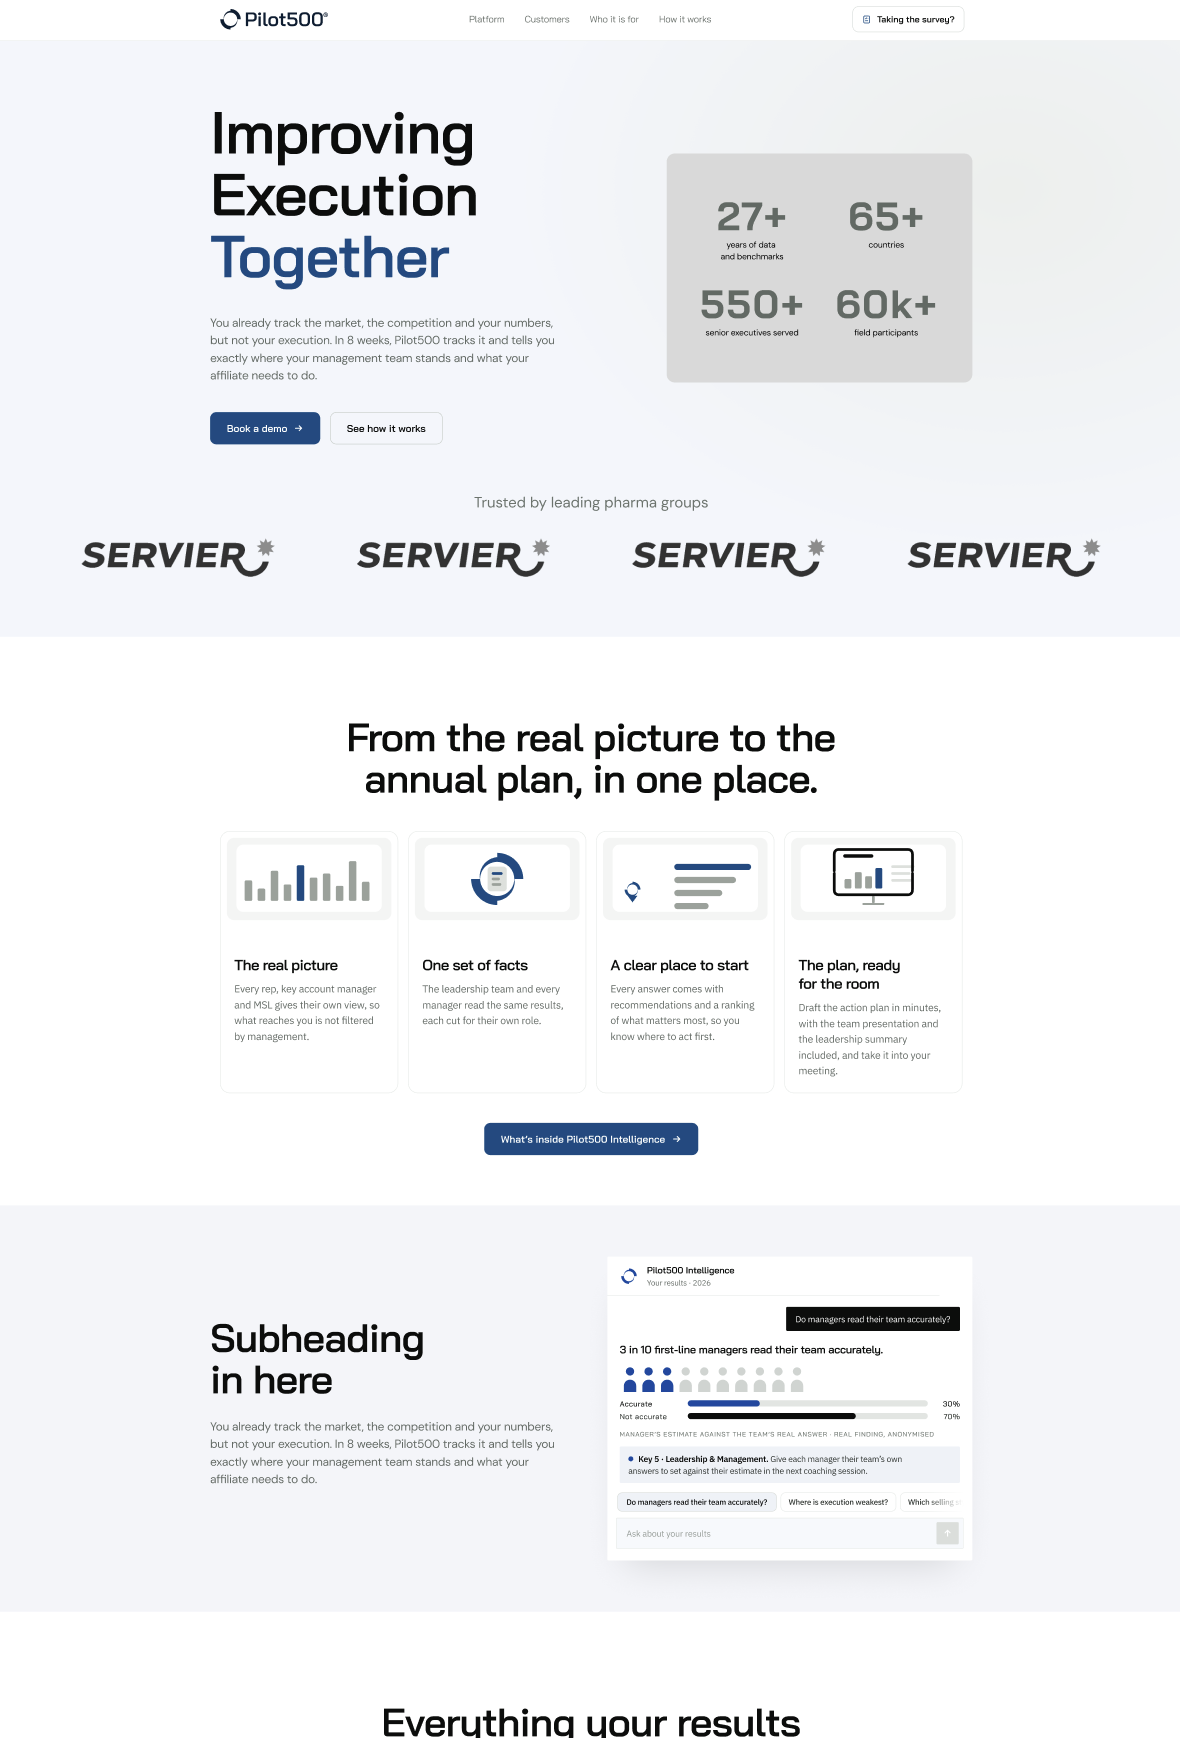 Pilot500®
Platform
Customers
Who it is for
How it works
Taking the survey?
Improving
Execution
Together
You already track the market, the competition and your numbers,
but not your execution. In 8 weeks, Pilot500 tracks it and tells you
exactly where your management team stands and what your
affiliate needs to do.
Book a demo →
See how it works
27+
years of data
and benchmarks
65+
countries
550+
senior executives served
60k+
field participants
Trusted by leading pharma groups
SERVIER
SERVIER
SERVIER
SERVIER
From the real picture to the
annual plan, in one place.
The real picture
Every rep, key account manager
and MSL gives their own view, so
what reaches you is not filtered
by management.
One set of facts
The leadership team and every
manager read the same results,
each cut for their own role.
A clear place to start
Every answer comes with
recommendations and a ranking
of what matters most, so you
know where to act first.
The plan, ready
for the room
Draft the action plan in minutes,
with the team presentation and
the leadership summary
included, and take it into your
meeting.
What's inside Pilot500 Intelligence →
Subheading
in here
You already track the market, the competition and your numbers,
but not your execution. In 8 weeks, Pilot500 tracks it and tells you
exactly where your management team stands and what your
affiliate needs to do.
Pilot500 Intelligence
Your results · 2026
Do managers read their team accurately?
3 in 10 first-line managers read their team accurately.
Accurate
30%
Not accurate
70%
MANAGER'S ESTIMATE AGAINST THE TEAM'S REAL ANSWER · REAL FINDING, ANONYMISED
Key 5 · Leadership & Management. Give each manager their team's own
answers to set against their estimate in the next coaching session.
Do managers read their team accurately?
Where is execution weakest?
Which selling
Ask about your results
Everything your results